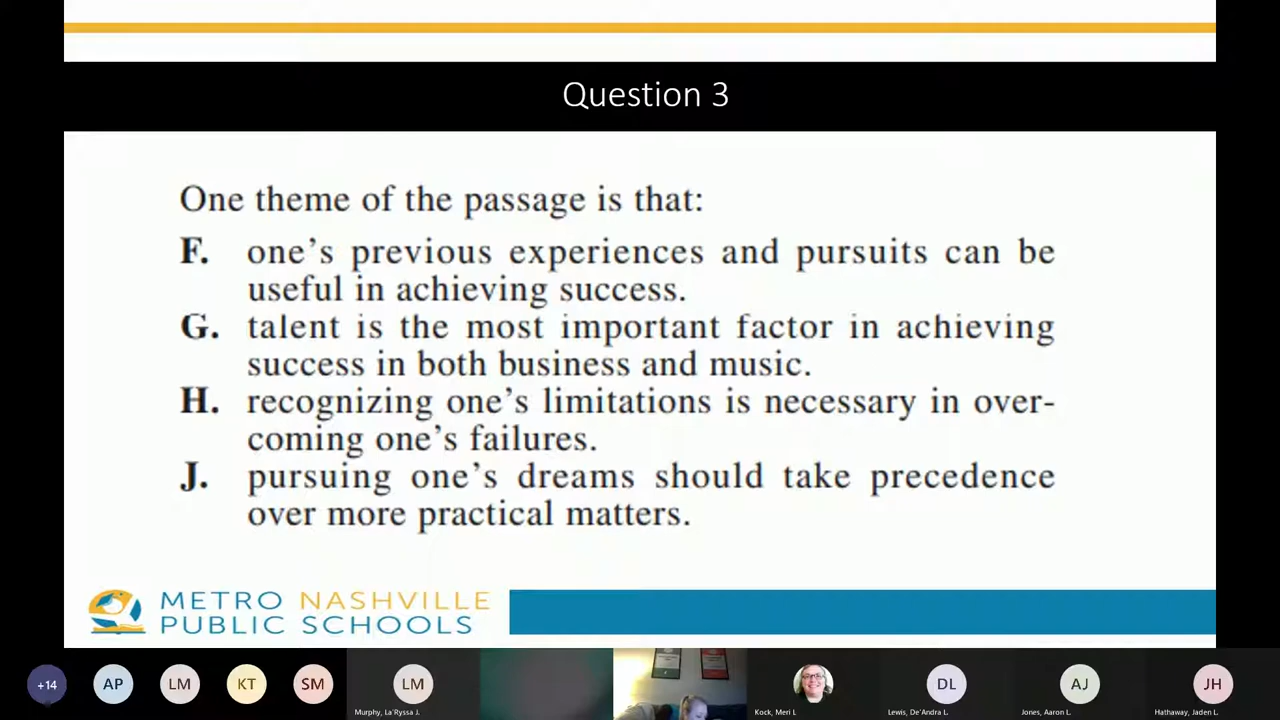 Question 3
One theme of the passage is that:
F. one's previous experiences and pursuits can be
useful in achieving success.
G. talent is the most important factor in achieving
success in both business and music.
H. recognizing one's limitations is necessary in over-
coming one's failures.
J. pursuing one's dreams should take precedence
over more practical matters.
METRO NASHVILLE
PUBLIC SCHOOLS
+14
AP
LM
KT
SM
LM
DL
AJ
JH
Murphy, La'Ryssa J.
Kock, Meri L
Lewis, De'Andra L.
Jones, Aaron L.
Hathaway, Jaden L.